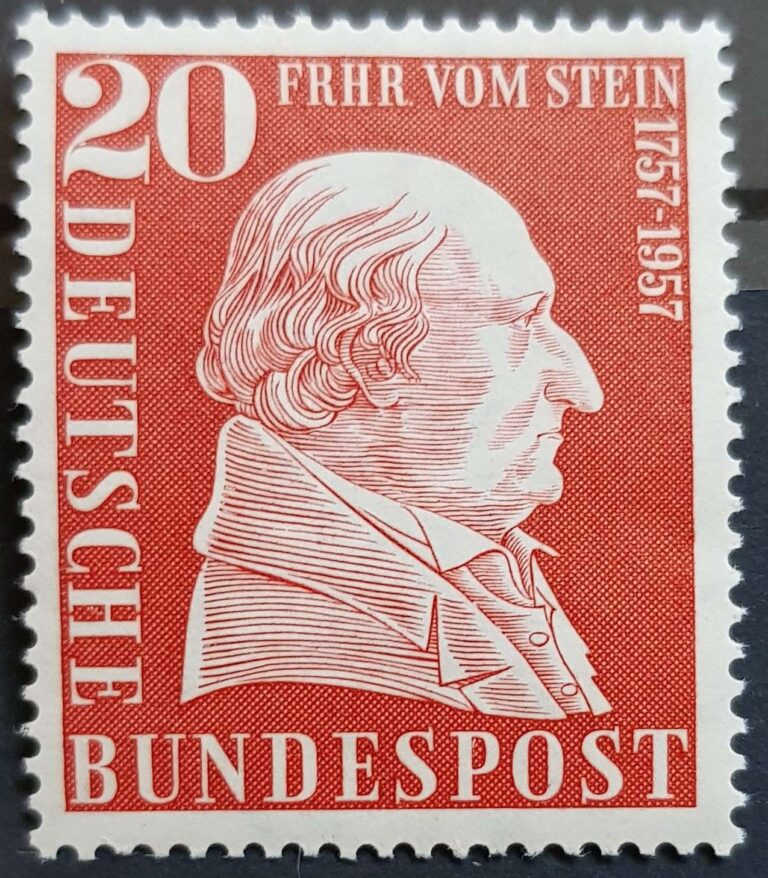 20
FRHR. VOM STEIN
1757-1957
DEUTSCHE
BUNDESPOST